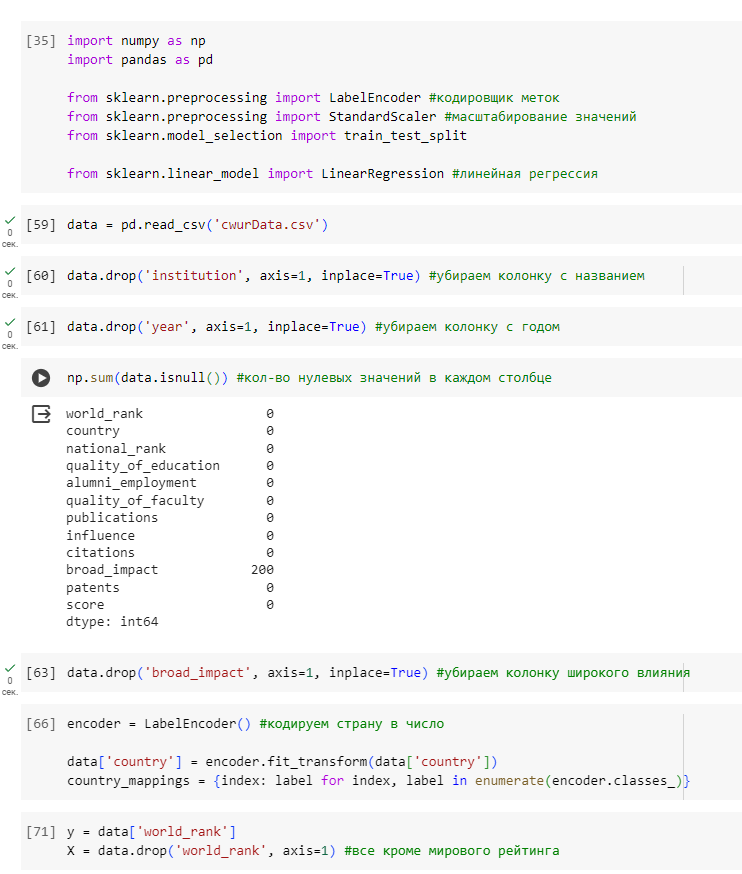 [35] import numpy as np
import pandas as pd
from sklearn.preprocessing import LabelEncoder #кодировщик меток
from sklearn.preprocessing import StandardScaler #масштабирование значений
from sklearn.model_selection import train_test_split
from sklearn.linear_model import LinearRegression #линейная регрессия
[59] data = pd.read_csv('cwurData.csv')
0
сек.
[60] data.drop('institution', axis=1, inplace=True) #убираем колонку с названием
0
сек.
[61] data.drop('year', axis=1, inplace=True) #убираем колонку с годом
0
сек.
np.sum(data.isnull()) #кол-во нулевых значений в каждом столбце
world_rank 0
country 0
national_rank 0
quality_of_education 0
alumni_employment 0
quality_of_faculty 0
publications 0
influence 0
citations 0
broad_impact 200
patents 0
score 0
dtype: int64
[63] data.drop('broad_impact', axis=1, inplace=True) #убираем колонку широкого влияния
0
сек.
[66] encoder = LabelEncoder() #кодируем страну в число
data['country'] = encoder.fit_transform(data['country'])
country_mappings = {index: label for index, label in enumerate(encoder.classes_)}
[71] y = data['world_rank']
X = data.drop('world_rank', axis=1) #все кроме мирового рейтинга